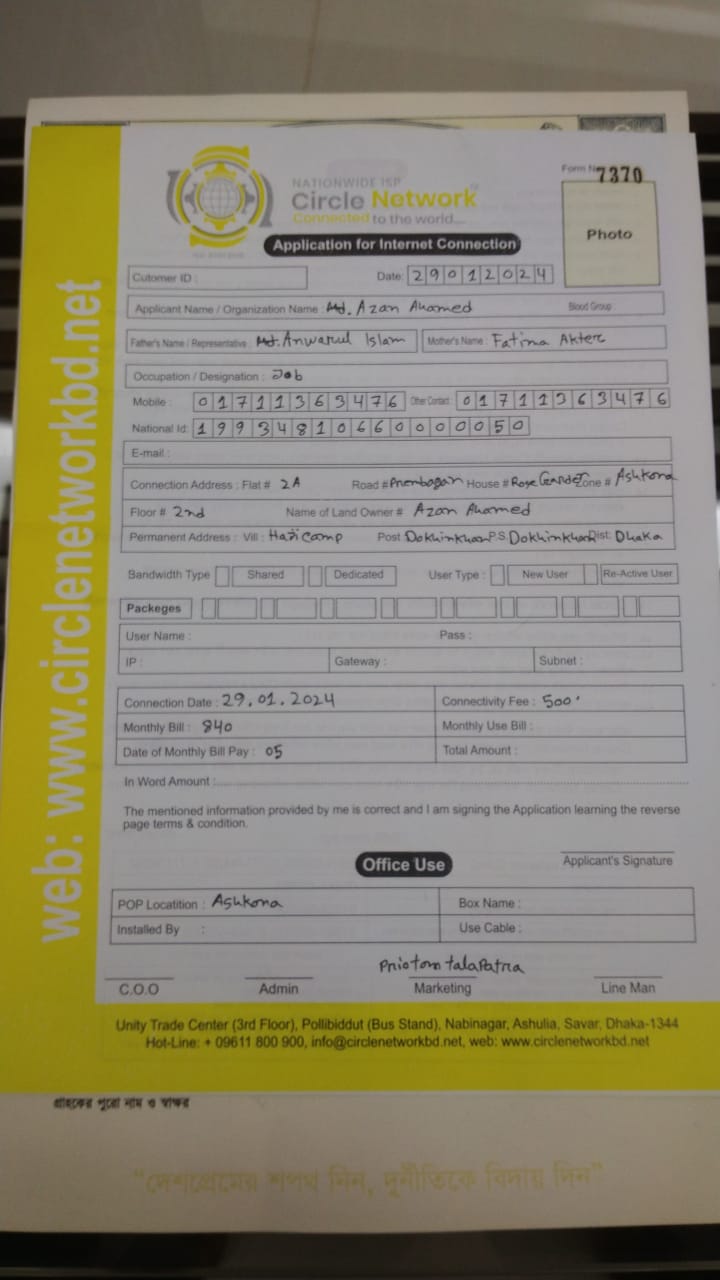 NATIONWIDE ISP
Circle Network
Connected to the world....
Form No 7370
Photo
Application for Internet Connection
Cutomer ID :
Date: 29012024
Applicant Name / Organization Name : Md. Azan Ahamed Blood Group :
Father's Name / Representative : Md. Anwarul Islam Mother's Name : Fatima Akter
Occupation / Designation : Job
Mobile : 01711363476 Other Contact: 01711363476
National Id: 19934810660000050
E-mail :
Connection Address : Flat # 2A Road # Prembagan House # Rose Garden Zone # Ashkona
Floor # 2nd Name of Land Owner # Azan Ahamed
Permanent Address : Vill : Hazi Camp Post Dokhinkhan P.S. Dokhinkhan Dist: Dhaka
Bandwidth Type Shared Dedicated User Type : New User Re-Active User
Packeges
User Name : Pass :
IP : Gateway : Subnet :
Connection Date : 29.01.2024 Connectivity Fee : 500
Monthly Bill : 840 Monthly Use Bill :
Date of Monthly Bill Pay : 05 Total Amount :
In Word Amount :
The mentioned information provided by me is correct and I am signing the Application learning the reverse
page terms & condition.
Office Use
Applicant's Signature
POP Locatition : Ashkona Box Name :
Installed By : Use Cable :
Priotom talapatra
C.O.O Admin Marketing Line Man
Unity Trade Center (3rd Floor), Pollibiddut (Bus Stand), Nabinagar, Ashulia, Savar, Dhaka-1344
Hot-Line: + 09611 800 900, info@circlenetworkbd.net, web: www.circlenetworkbd.net
web: www.circlenetworkbd.net
গ্রাহকের পুরো নাম ও স্বাক্ষর
"দেশপ্রেমের শপথ নিন, দুর্নীতিকে বিদায় দিন"